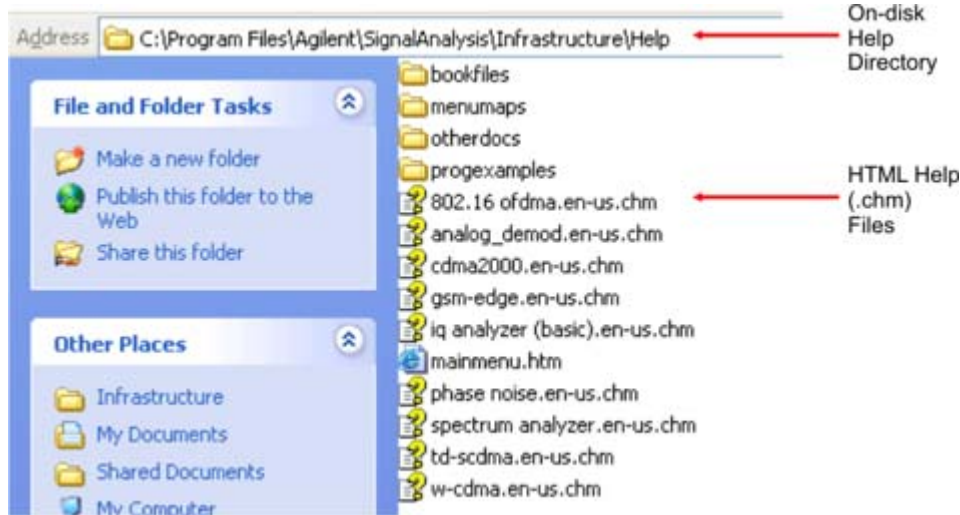 Address C:\Program Files\Agilent\SignalAnalysis\Infrastructure\Help
On-disk
Help
Directory
File and Folder Tasks
Make a new folder
Publish this folder to the
Web
Share this folder
Other Places
Infrastructure
My Documents
Shared Documents
My Computer
bookfiles
menumaps
otherdocs
progexamples
802.16 ofdma.en-us.chm
analog_demod.en-us.chm
cdma2000.en-us.chm
gsm-edge.en-us.chm
iq analyzer (basic).en-us.chm
mainmenu.htm
phase noise.en-us.chm
spectrum analyzer.en-us.chm
td-scdma.en-us.chm
w-cdma.en-us.chm
HTML Help
(.chm)
Files